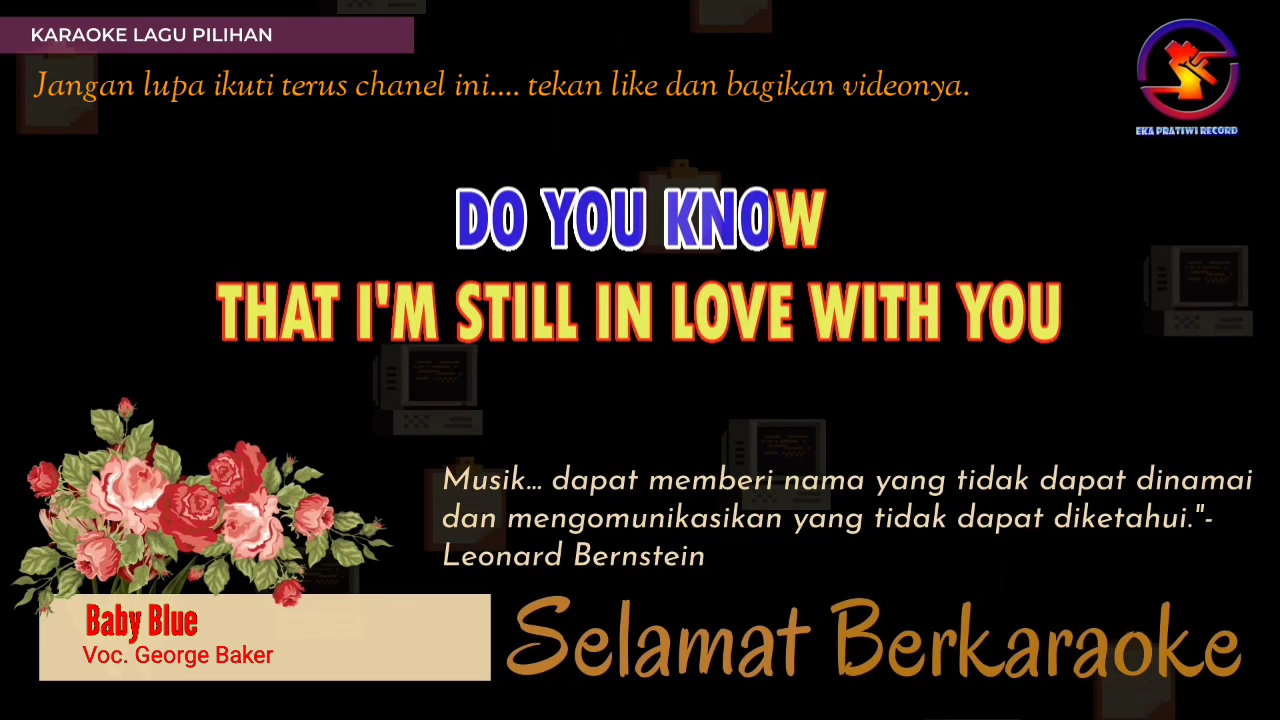 KARAOKE LAGU PILIHAN
Jangan lupa ikuti terus chanel ini.... tekan like dan bagikan videonya.
EKA PRATIWI RECORD
DO YOU KNOW
THAT I'M STILL IN LOVE WITH YOU
Musik... dapat memberi nama yang tidak dapat dinamai
dan mengomunikasikan yang tidak dapat diketahui."-
Leonard Bernstein
Baby Blue
Voc. George Baker
Selamat Berkaraoke